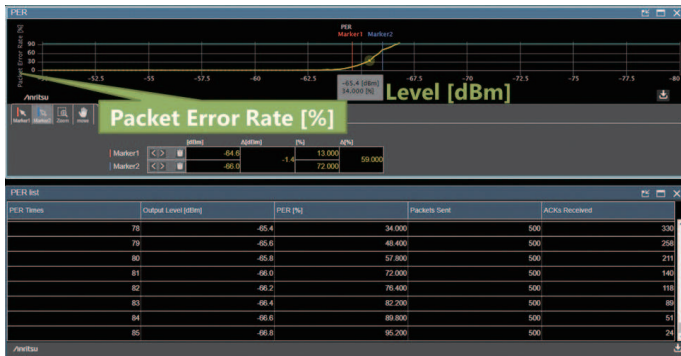 PER
PER
Marker1 Marker2
Packet Error Rate [%]
90
60
30
0
-50 -52.5 -55 -57.5 -60 -62.5 -67.5 -70 -72.5 -75 -77.5 -80
-65.4 [dBm]
34.000 [%]
Level [dBm]
/inritsu
Marker1 Marker2 Zoom move
Packet Error Rate [%]
[dBm] Δ[dBm] [%] Δ[%]
Marker1 <> -64.6 13.000
-1.4 59.000
Marker2 <> -66.0 72.000
PER list
PER Times Output Level [dBm] PER [%] Packets Sent ACKs Received
78 -65.4 34.000 500 330
79 -65.6 48.400 500 258
80 -65.8 57.800 500 211
81 -66.0 72.000 500 140
82 -66.2 76.400 500 118
83 -66.4 82.200 500 89
84 -66.6 89.800 500 51
85 -66.8 95.200 500 24
/inritsu